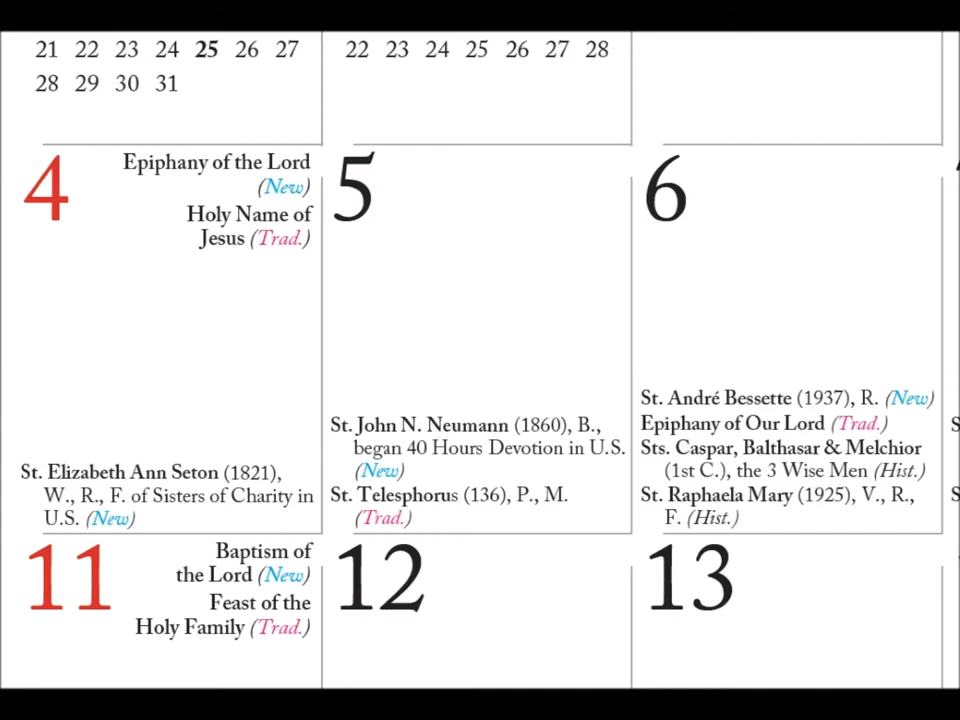 21 22 23 24 25 26 27
28 29 30 31
22 23 24 25 26 27 28
4
Epiphany of the Lord
(New)
Holy Name of
Jesus (Trad.)
St. Elizabeth Ann Seton (1821),
W., R., F. of Sisters of Charity in
U.S. (New)
5
St. John N. Neumann (1860), B.,
began 40 Hours Devotion in U.S.
(New)
St. Telesphorus (136), P., M.
(Trad.)
6
St. André Bessette (1937), R. (New)
Epiphany of Our Lord (Trad.)
Sts. Caspar, Balthasar & Melchior
(1st C.), the 3 Wise Men (Hist.)
St. Raphaela Mary (1925), V., R.,
F. (Hist.)
S
S
11
Baptism of
the Lord (New)
Feast of the
Holy Family (Trad.)
12
13